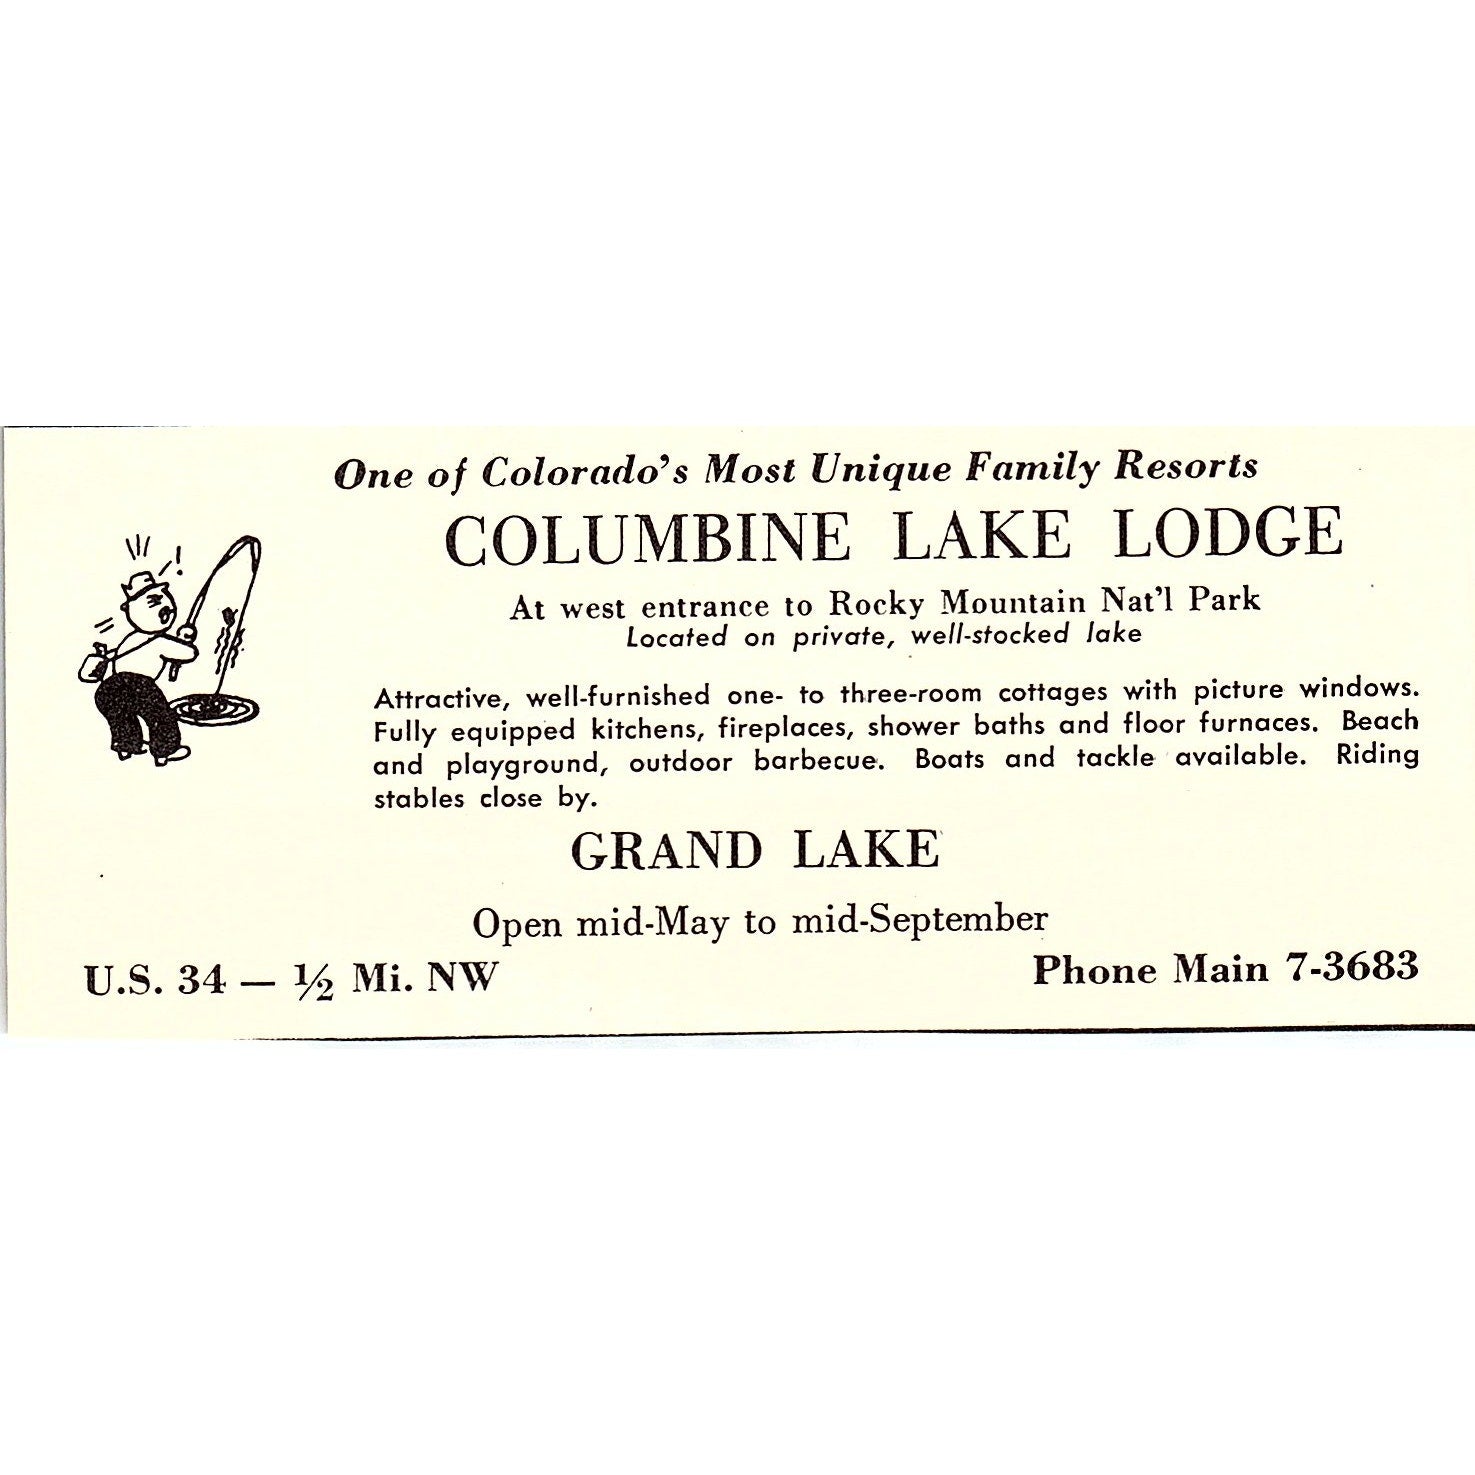 One of Colorado's Most Unique Family Resorts
COLUMBINE LAKE LODGE
At west entrance to Rocky Mountain Nat'l Park
Located on private, well-stocked lake
Attractive, well-furnished one- to three-room cottages with picture windows.
Fully equipped kitchens, fireplaces, shower baths and floor furnaces. Beach
and playground, outdoor barbecue. Boats and tackle available. Riding
stables close by.
GRAND LAKE
Open mid-May to mid-September
U.S. 34 — ½ Mi. NW
Phone Main 7-3683